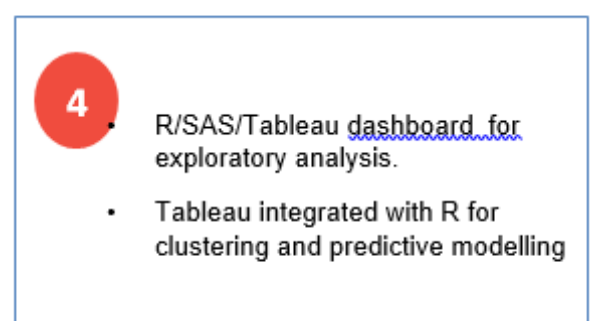 4
• R/SAS/Tableau dashboard  for
exploratory analysis.
• Tableau integrated with R for
clustering and predictive modelling